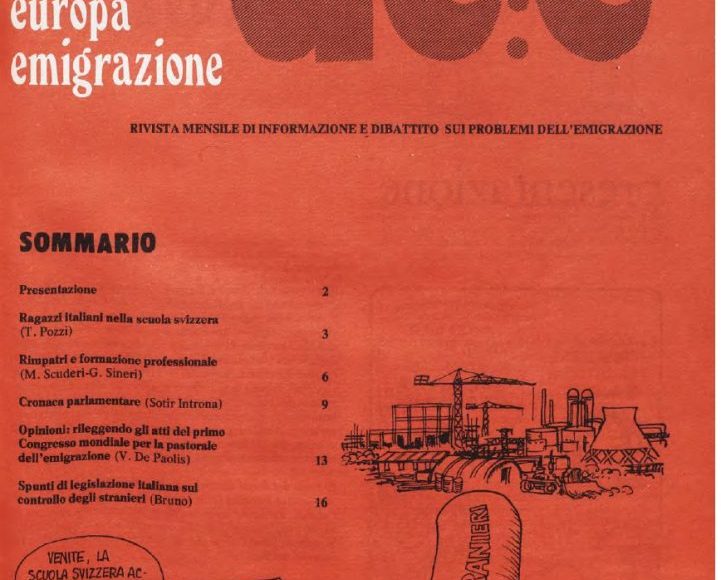 europa
emigrazione
RIVISTA MENSILE DI INFORMAZIONE E DIBATTITO SUI PROBLEMI DELL'EMIGRAZIONE
SOMMARIO
Presentazione 2
Ragazzi italiani nella scuola svizzera
(T. Pozzi) 3
Rimpatri e formazione professionale
(M. Scuderi-G. Sineri) 6
Cronaca parlamentare (Sotir Introna) 9
Opinioni: rileggendo gli atti del primo
Congresso mondiale per la pastorale
dell'emigrazione (V. De Paolis) 13
Spunti di legislazione italiana sul
controllo degli stranieri (Bruno) 16
RANIERI
VENITE, LA
SCUOLA SVIZZERA AC-